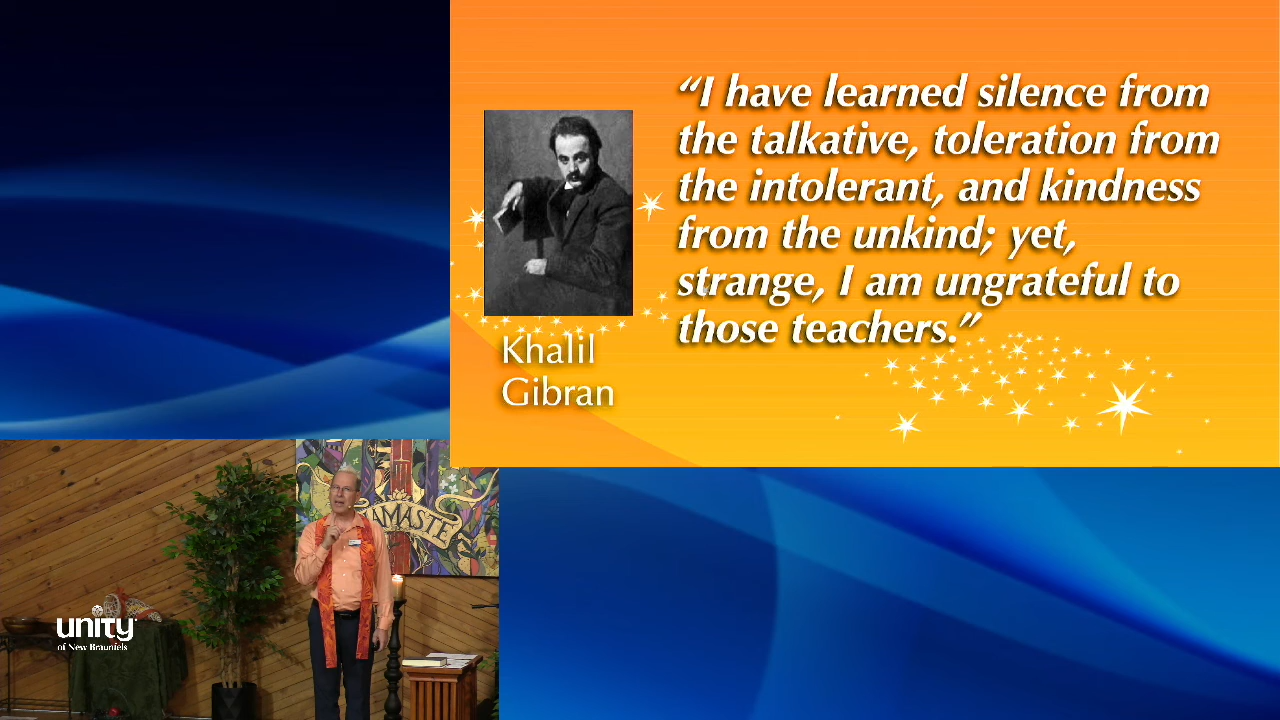 “I have learned silence from
the talkative, toleration from
the intolerant, and kindness
from the unkind; yet,
strange, I am ungrateful to
those teachers.”
Khalil
Gibran
AMASTE
unity
of New Braunfels